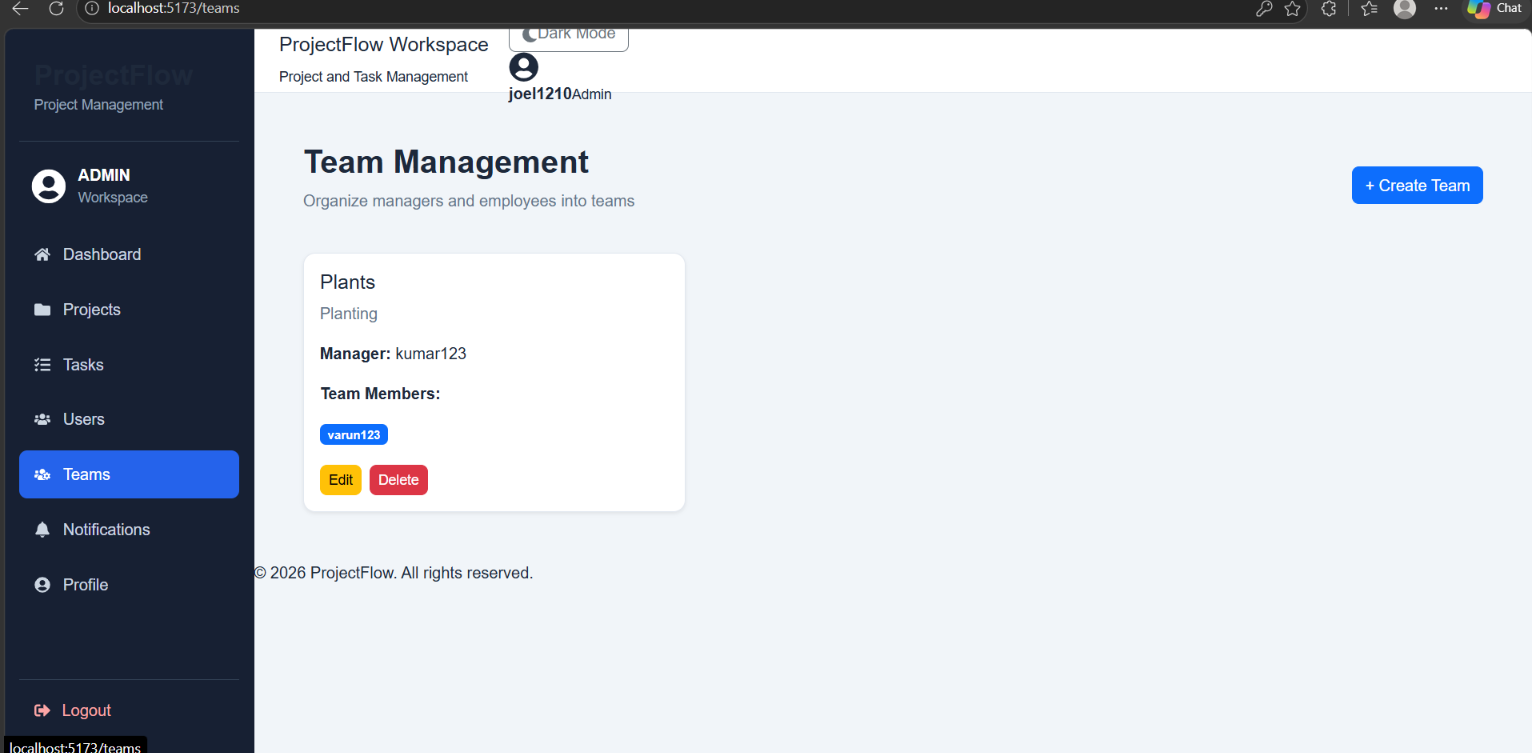 localhost:5173/teams
Chat
ProjectFlow
Project Management
ADMIN
Workspace
Dashboard
Projects
Tasks
Users
Teams
Notifications
Profile
Logout
localhost:5173/teams
ProjectFlow Workspace
Project and Task Management
Dark Mode
joel1210Admin
Team Management
Organize managers and employees into teams
+ Create Team
Plants
Planting
Manager: kumar123
Team Members:
varun123
Edit Delete
© 2026 ProjectFlow. All rights reserved.